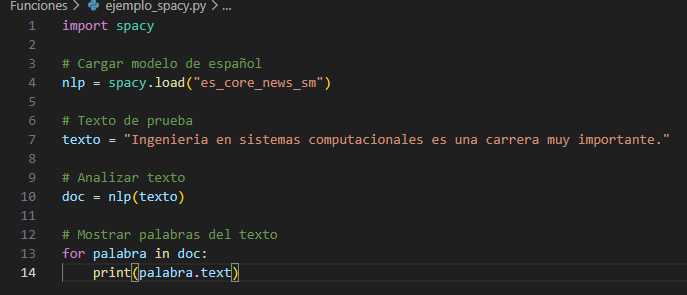 Funciones > ejemplo_spacy.py > ...
1 import spacy
2
3 # Cargar modelo de español
4 nlp = spacy.load("es_core_news_sm")
5
6 # Texto de prueba
7 texto = "Ingenieria en sistemas computacionales es una carrera muy importante."
8
9 # Analizar texto
10 doc = nlp(texto)
11
12 # Mostrar palabras del texto
13 for palabra in doc:
14     print(palabra.text)